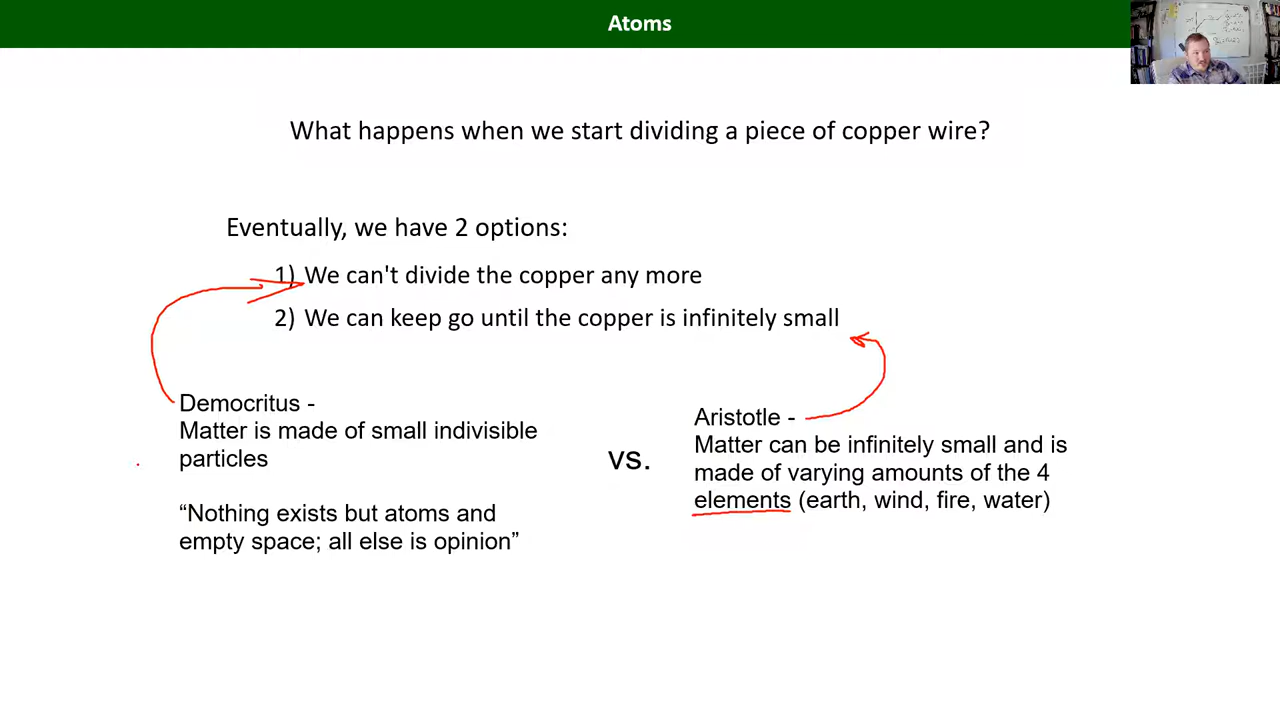 Atoms
What happens when we start dividing a piece of copper wire?
Eventually, we have 2 options:
1) We can't divide the copper any more
2) We can keep go until the copper is infinitely small
Democritus -
Matter is made of small indivisible
particles
“Nothing exists but atoms and
empty space; all else is opinion”
vs.
Aristotle -
Matter can be infinitely small and is
made of varying amounts of the 4
elements (earth, wind, fire, water)